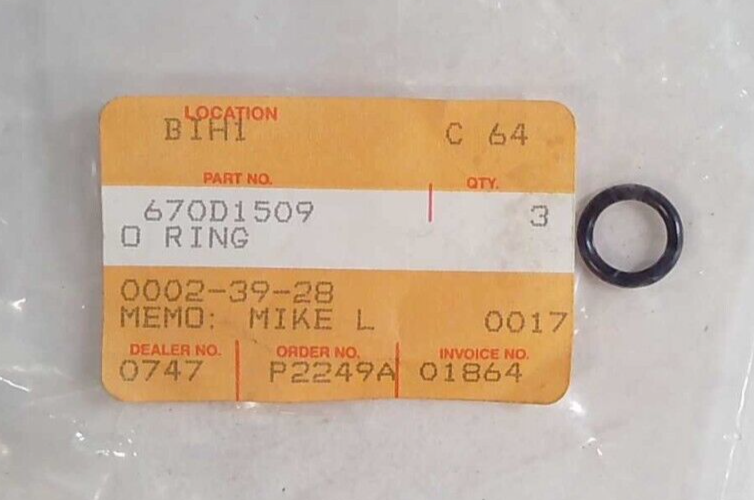 LOCATION
BIH1 C 64
PART NO. QTY.
670D1509 3
O RING
0002-39-28
MEMO: MIKE L 0017
DEALER NO. ORDER NO. INVOICE NO.
0747 P2249A 01864